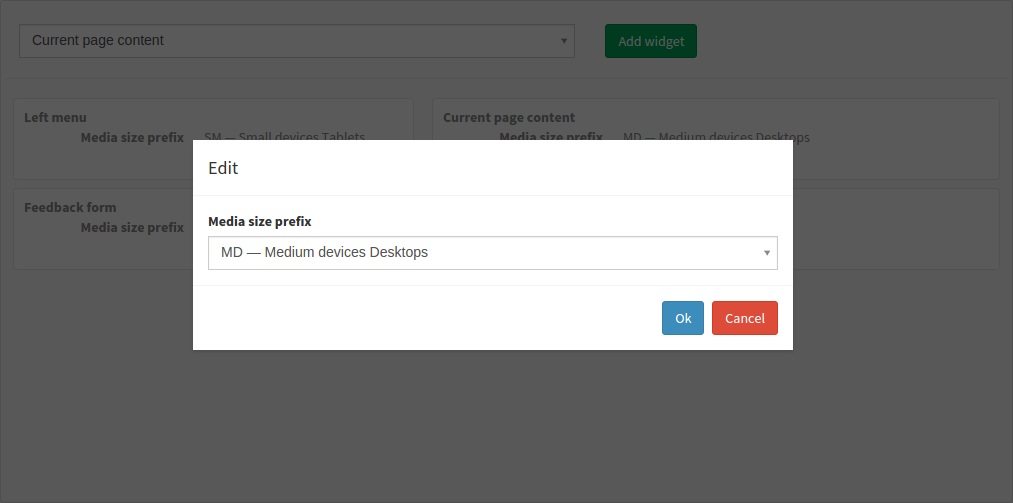 Current page content
Add widget
Left menu
Media size prefix SM — Small devices Tablets
Current page content
Media size prefix MD — Medium devices Desktops
Feedback form
Media size prefix
Edit
Media size prefix
MD — Medium devices Desktops
Ok
Cancel